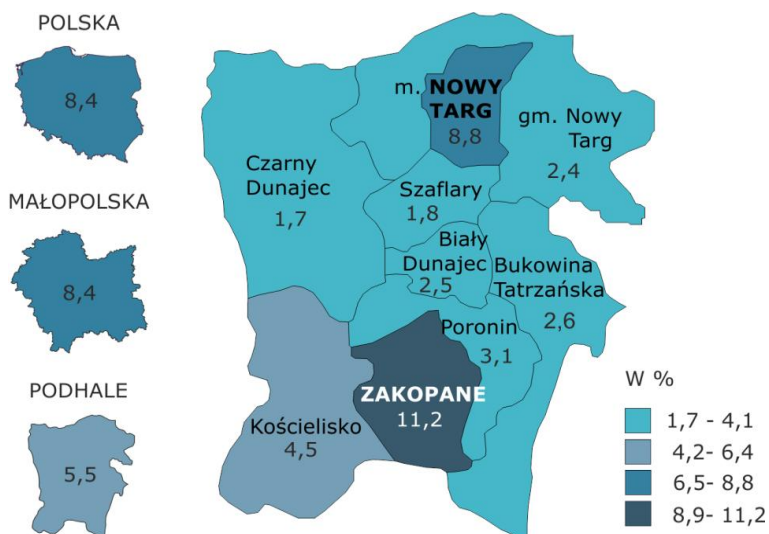 POLSKA
8,4
MAŁOPOLSKA
8,4
PODHALE
5,5
m. NOWY
TARG
8,8
gm. Nowy
Targ
2,4
Czarny
Dunajec
1,7
Szaflary
1,8
Biały
Dunajec
2,5
Bukowina
Tatrzańska
2,6
Poronin
3,1
ZAKOPANE
11,2
Kościelisko
4,5
W %
1,7 - 4,1
4,2- 6,4
6,5- 8,8
8,9- 11,2